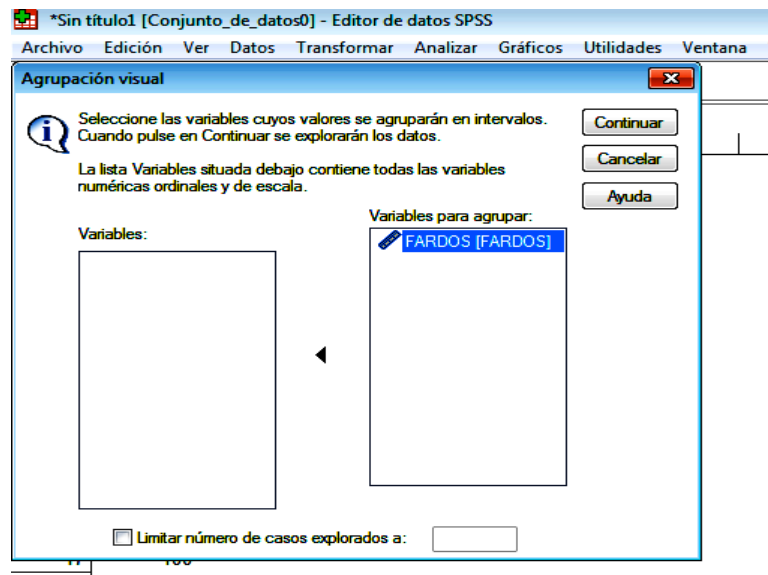 *Sin título1 [Conjunto_de_datos0] - Editor de datos SPSS
Archivo Edición Ver Datos Transformar Analizar Gráficos Utilidades Ventana
Agrupación visual
Seleccione las variables cuyos valores se agruparán en intervalos.
Cuando pulse en Continuar se explorarán los datos.
La lista Variables situada debajo contiene todas las variables
numéricas ordinales y de escala.
Continuar
Cancelar
Ayuda
Variables:
Variables para agrupar:
FARDOS [FARDOS]
Limitar número de casos explorados a: